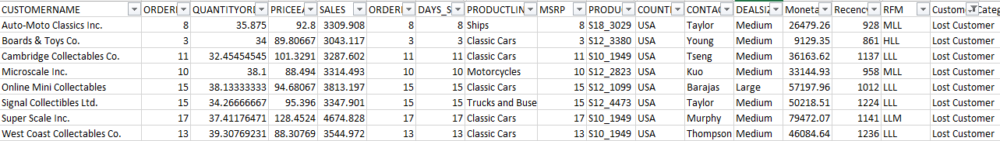 CUSTOMERNAME ORDERI QUANTITYORI PRICEEA SALES ORDERI DAYS_S PRODUCTLIN MSRP PRODU COUNTI CONTAC DEALSIZ Moneta Recency RFM Custom Categ
Auto-Moto Classics Inc. 8 35.875 92.8 3309.908 8 8 Ships 8 S18_3029 USA Taylor Medium 26479.26 928 MLL Lost Customer
Boards & Toys Co. 3 34 89.80667 3043.117 3 3 Classic Cars 3 S12_3380 USA Young Medium 9129.35 861 HLL Lost Customer
Cambridge Collectables Co. 11 32.45454545 101.3291 3287.602 11 11 Classic Cars 11 S10_1949 USA Tseng Medium 36163.62 1137 LLL Lost Customer
Microscale Inc. 10 38.1 88.494 3314.493 10 10 Motorcycles 10 S12_2823 USA Kuo Medium 33144.93 958 MLL Lost Customer
Online Mini Collectables 15 38.13333333 94.68067 3813.197 15 15 Classic Cars 15 S12_1099 USA Barajas Large 57197.96 1012 LLL Lost Customer
Signal Collectibles Ltd. 15 34.26666667 95.396 3347.901 15 15 Trucks and Buse 15 S12_4473 USA Taylor Medium 50218.51 1224 LLL Lost Customer
Super Scale Inc. 17 37.41176471 128.4524 4674.828 17 17 Classic Cars 17 S10_1949 USA Murphy Medium 79472.07 1141 LLM Lost Customer
West Coast Collectables Co. 13 39.30769231 88.30769 3544.972 13 13 Classic Cars 13 S10_1949 USA Thompson Medium 46084.64 1236 LLL Lost Customer